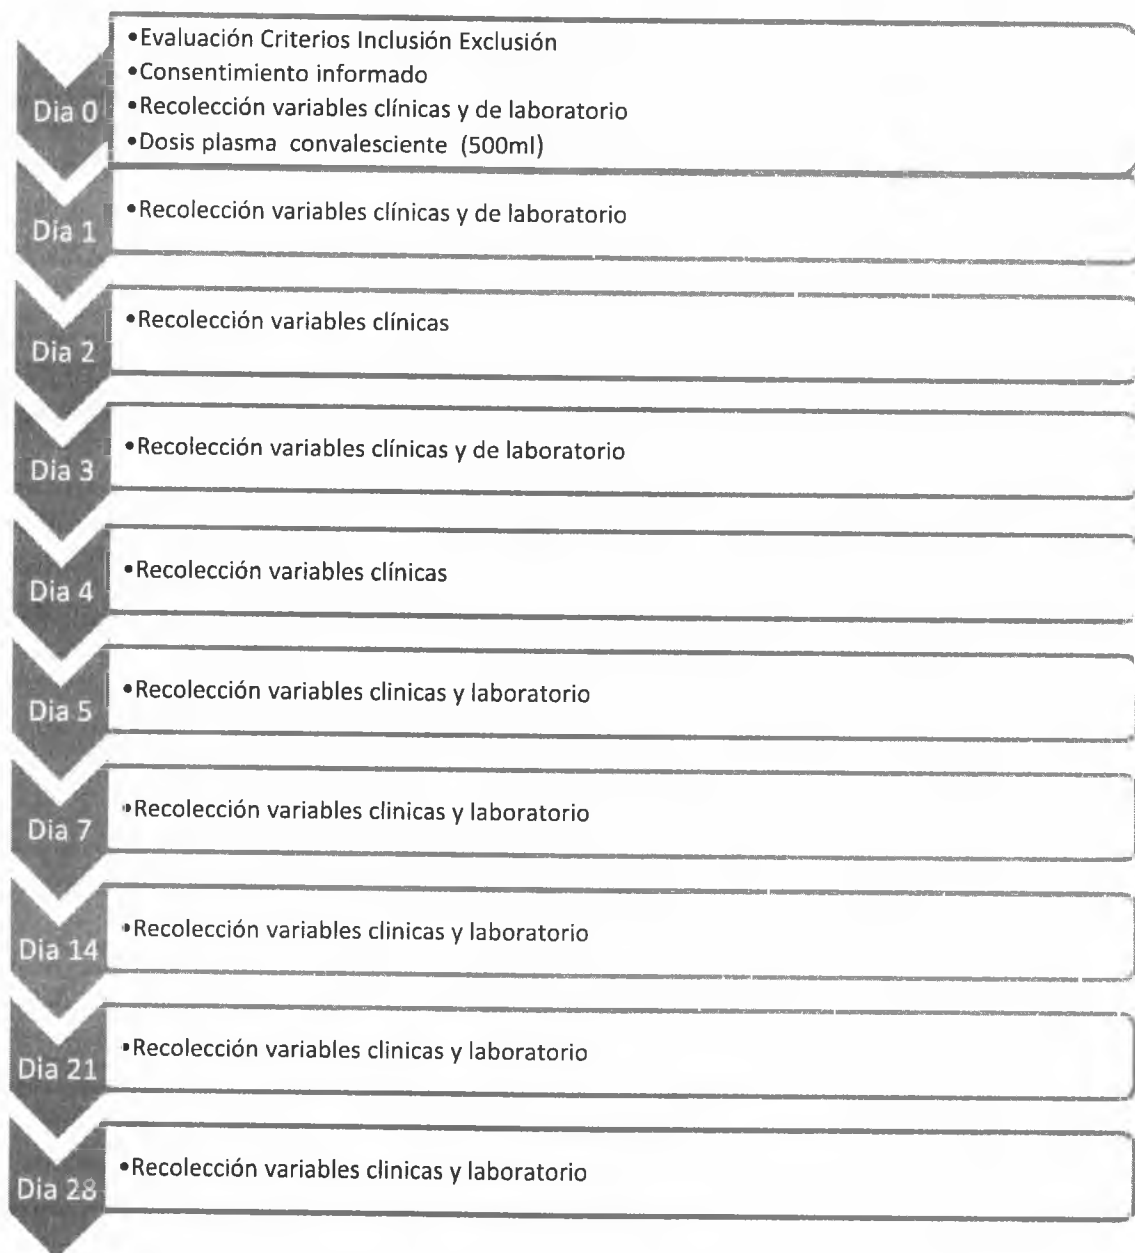 Dia 0
•Evaluación Criterios Inclusión Exclusión
•Consentimiento informado
•Recolección variables clínicas y de laboratorio
•Dosis plasma convalesciente (500ml)
Dia 1
•Recolección variables clínicas y de laboratorio
Dia 2
•Recolección variables clínicas
Dia 3
•Recolección variables clínicas y de laboratorio
Dia 4
•Recolección variables clínicas
Dia 5
•Recolección variables clinicas y laboratorio
Dia 7
•Recolección variables clinicas y laboratorio
Dia 14
•Recolección variables clinicas y laboratorio
Dia 21
•Recolección variables clinicas y laboratorio
Dia 28
•Recolección variables clinicas y laboratorio